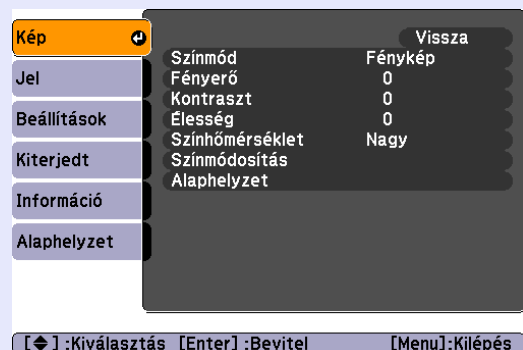 Kép
Jel
Beállítások
Kiterjedt
Információ
Alaphelyzet
Vissza
Színmód Fénykép
Fényerő 0
Kontraszt 0
Élesség 0
Színhőmérséklet Nagy
Színmódosítás
Alaphelyzet
[◆] :Kiválasztás [Enter] :Bevitel [Menu]:Kilépés